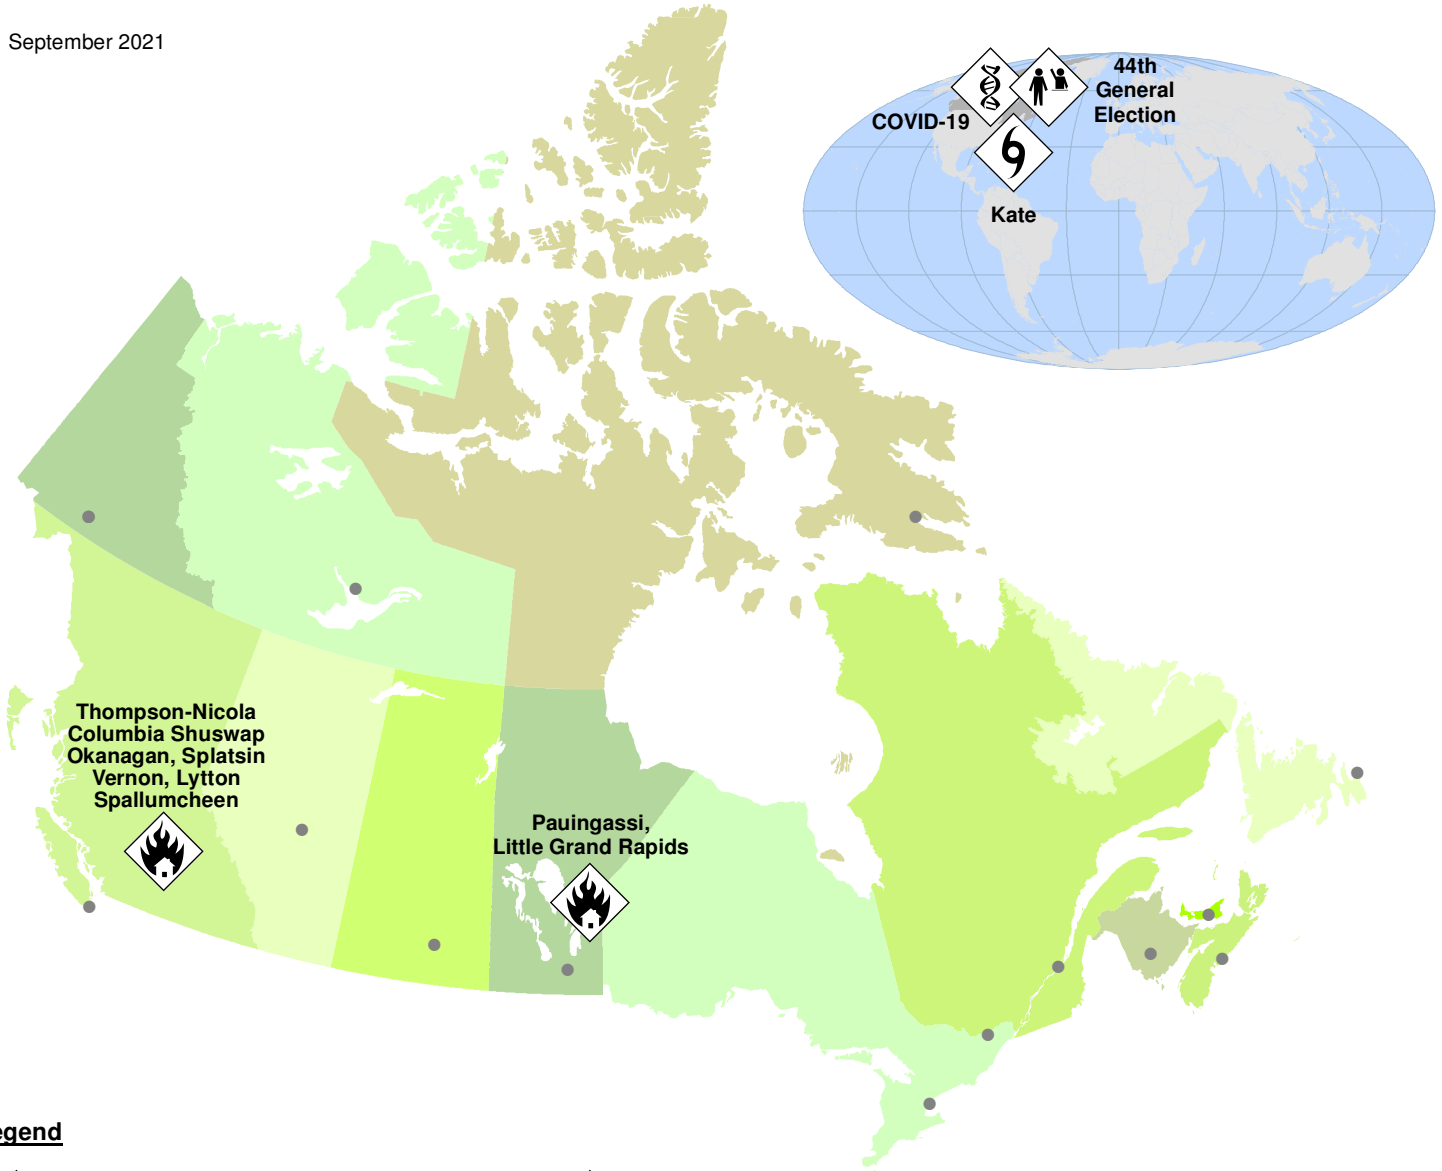 September 2021
44th
General
Election
COVID-19
Kate
Thompson-Nicola
Columbia Shuswap
Okanagan, Splatsin
Vernon, Lytton
Spallumcheen
Pauingassi,
Little Grand Rapids
egend